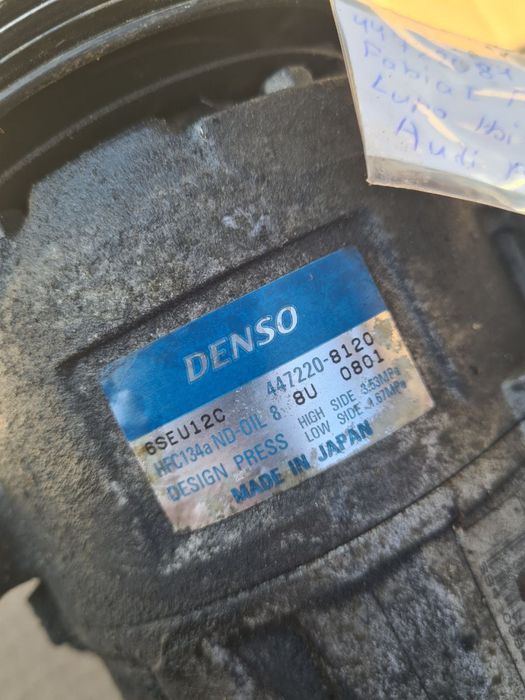 Fabia
Lupo
Audi
DENSO
6SEU12C 447220-8120
HFC134a ND-OIL 8 8U 0801
DESIGN PRESS HIGH SIDE 3.53MPa
LOW SIDE 1.67MPa
MADE IN JAPAN